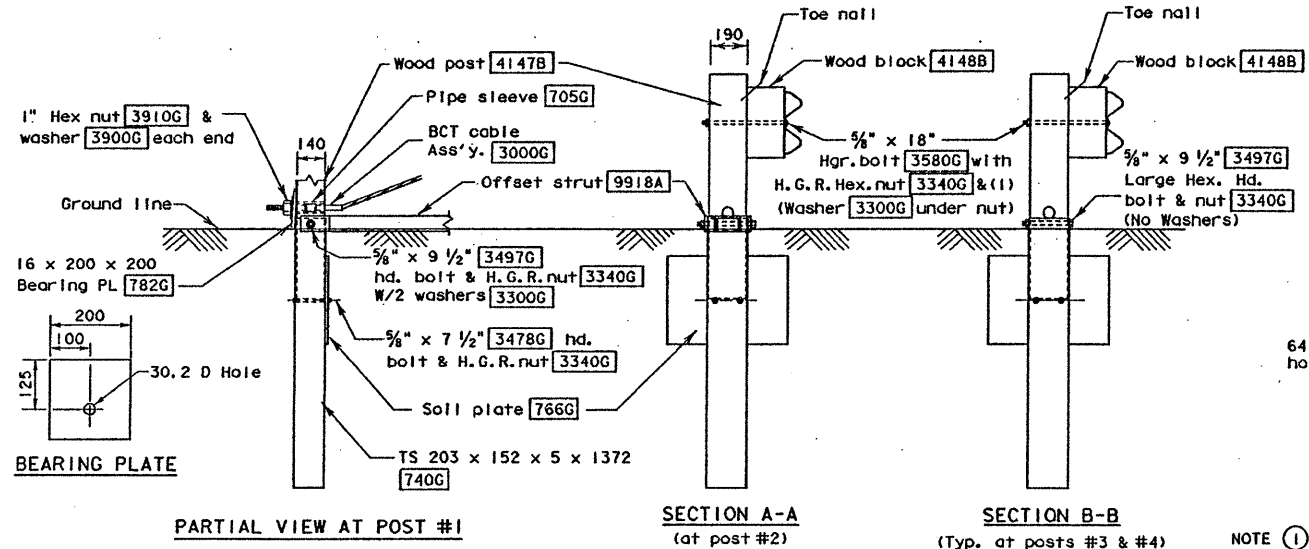 Toe nail
Toe nail
190
Wood post 4147B
Wood block 4148B
Wood block 4148B
Pipe sleeve 705G
1" Hex nut 3910G &
washer 3900G each end
BCT cable
Ass'y. 3000G
140
⅝" x 18"
Hgr.bolt 3580G with
H.G.R.Hex.nut 3340G &(1)
(Washer 3300G under nut)
⅝" x 9 ½" 3497G
Large Hex. Hd.
bolt & nut 3340G
(No Washers)
Offset strut 9918A
Ground line
⅝" x 9 ½" 3497G
hd. bolt & H.G.R.nut 3340G
W/2 washers 3300G
16 x 200 x 200
Bearing PL 782G
200
100
125
30.2 D Hole
⅝" x 7 ½" 3478G hd.
bolt & H.G.R.nut 3340G
64
ho
Soil plate 766G
BEARING PLATE
TS 203 x 152 x 5 x 1372
740G
PARTIAL VIEW AT POST #1
SECTION A-A
(at post #2)
SECTION B-B
(Typ. at posts #3 & #4)
NOTE 1